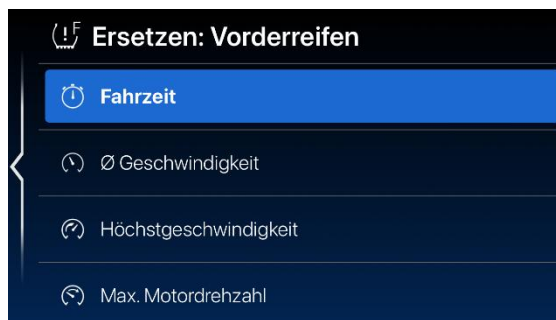 F
Ersetzen: Vorderreifen
Fahrzeit
Ø Geschwindigkeit
Höchstgeschwindigkeit
Max. Motordrehzahl